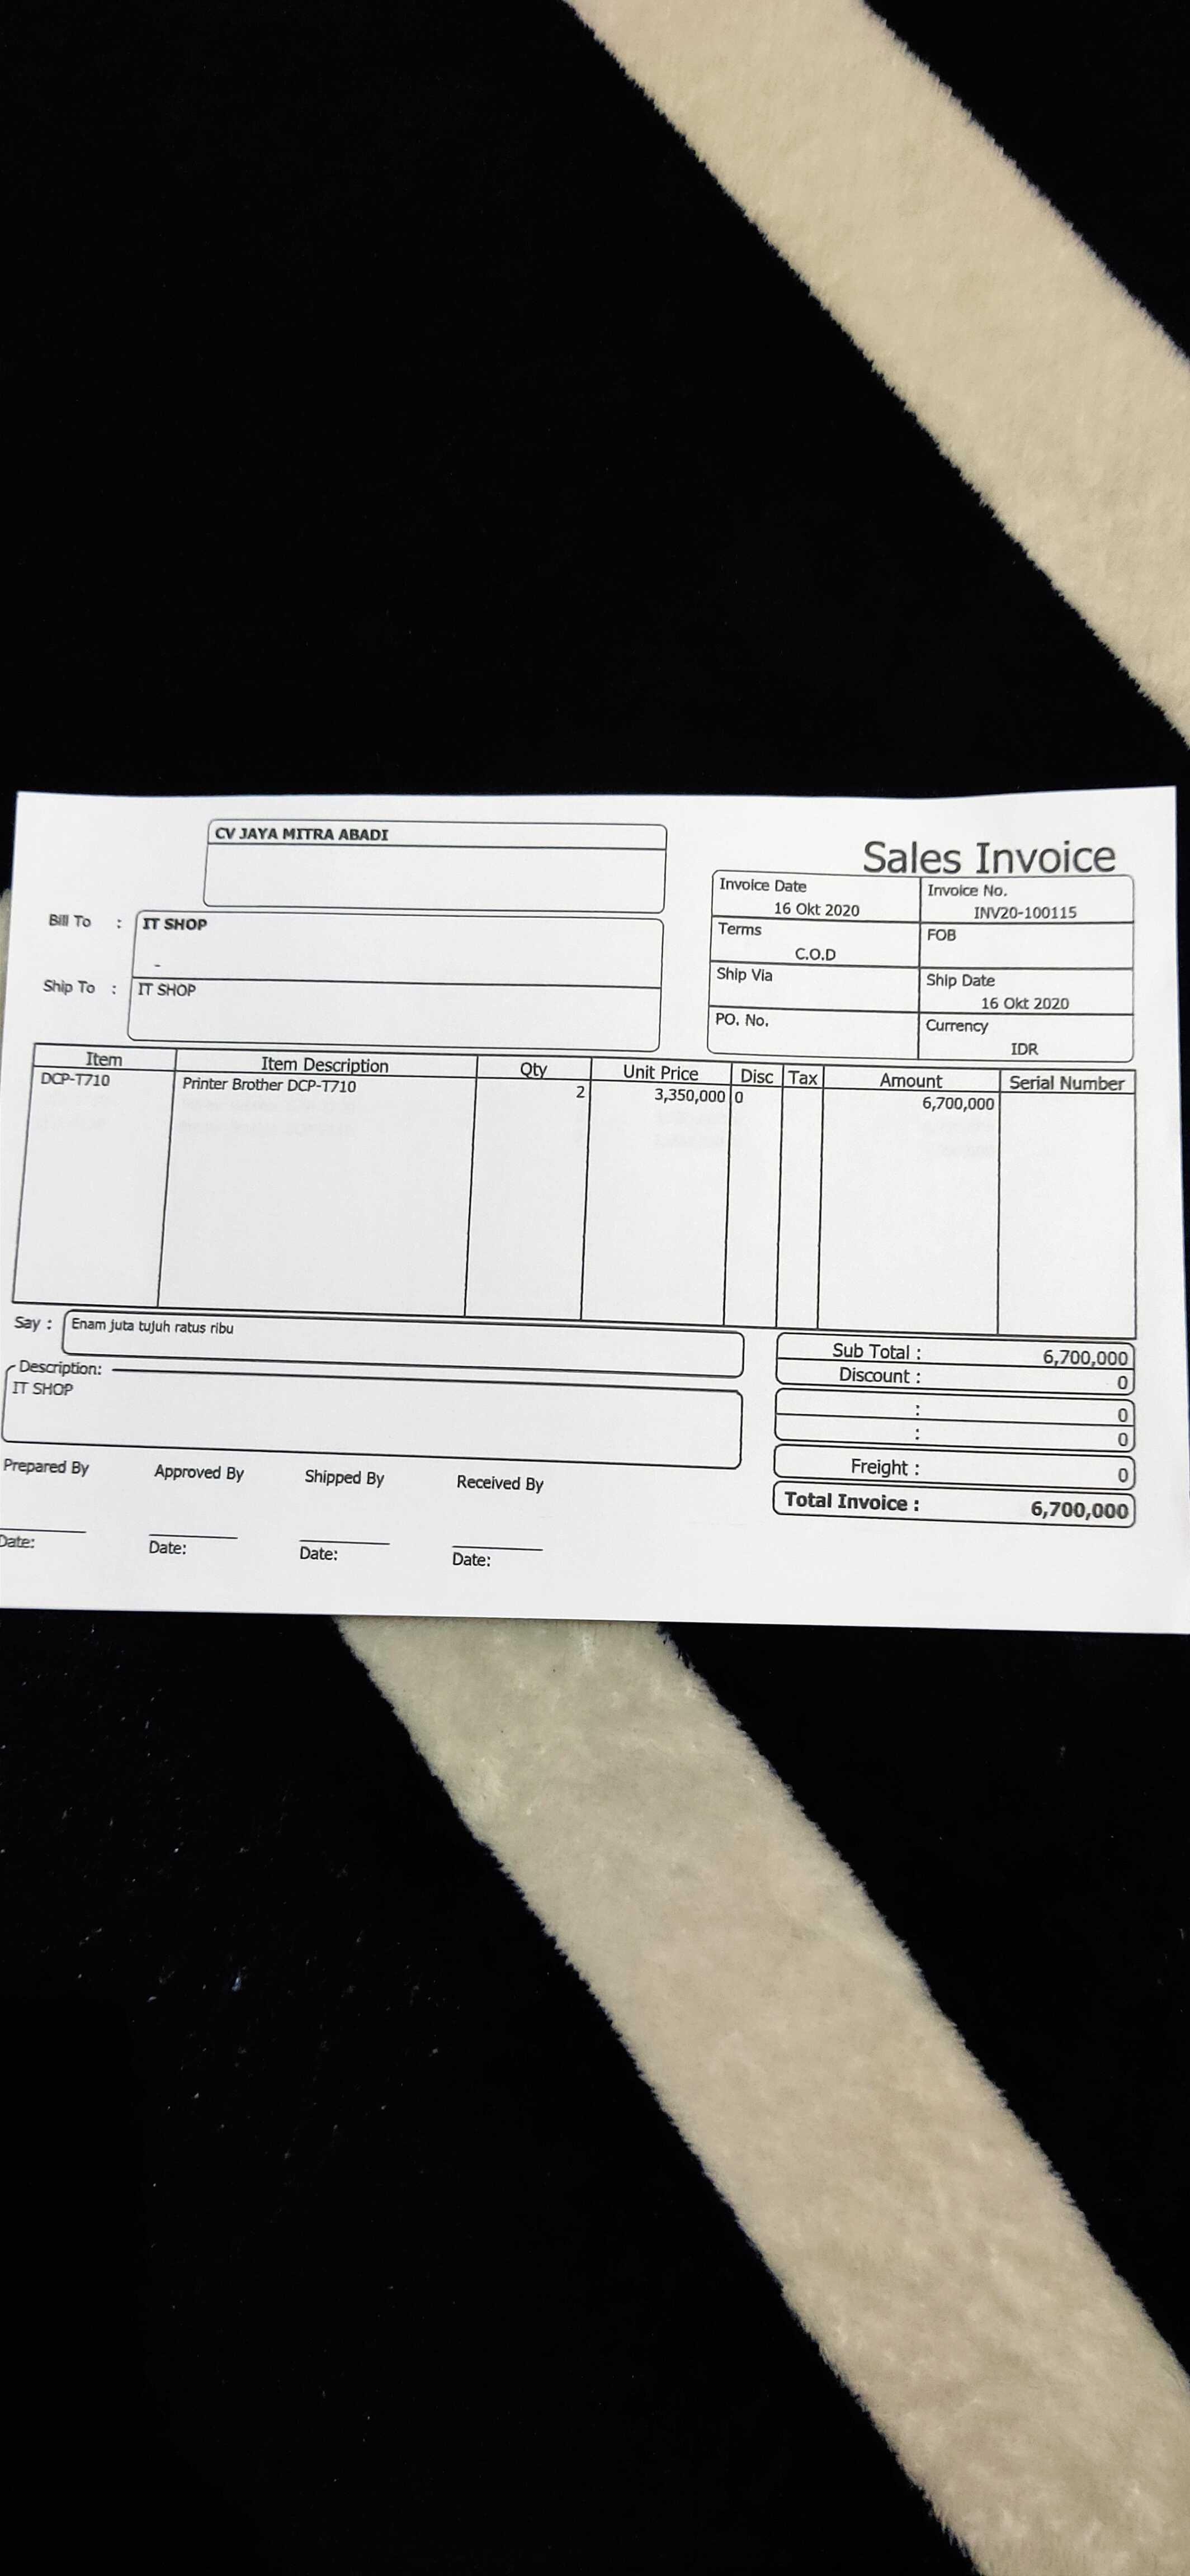 CV JAYA MITRA ABADI
Sales Invoice
Invoice Date
16 Okt 2020
Invoice No.
INV20-100115
Terms
C.O.D
FOB
Ship Via
Ship Date
16 Okt 2020
PO. No.
Currency
IDR
Bill To : IT SHOP
-
Ship To : IT SHOP
Item Item Description Qty Unit Price Disc Tax Amount Serial Number
DCP-T710 Printer Brother DCP-T710 2 3,350,000 0 6,700,000
Say : Enam juta tujuh ratus ribu
Description:
IT SHOP
Sub Total : 6,700,000
Discount : 0
: 0
: 0
Freight : 0
Total Invoice : 6,700,000
Prepared By Approved By Shipped By Received By
Date: Date: Date: Date: